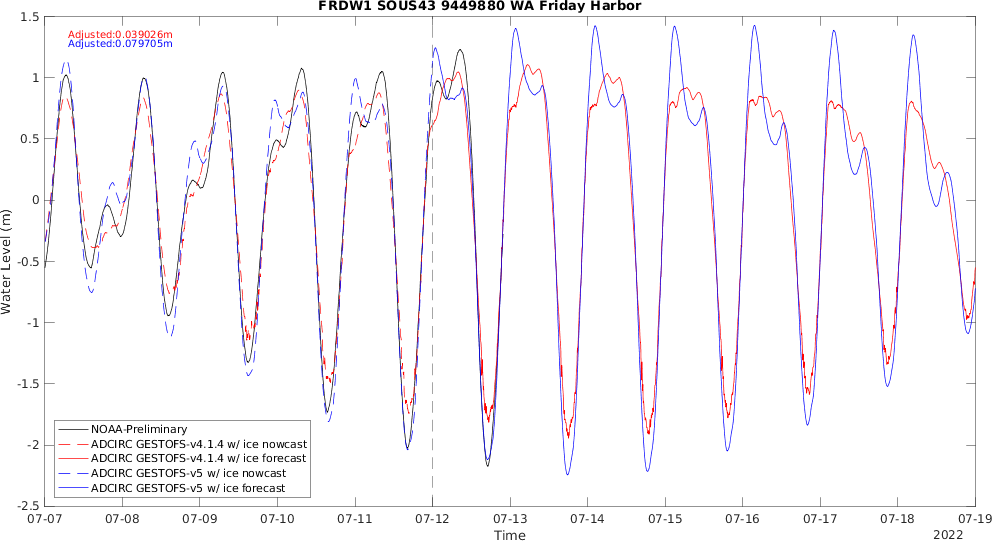 FRDW1 SOUS43 9449880 WA Friday Harbor
Adjusted:0.039026m
Adjusted:0.079705m
1.5
1
0.5
0
-0.5
-1
-1.5
-2
-2.5
Water Level (m)
NOAA-Preliminary
ADCIRC GESTOFS-v4.1.4 w/ ice nowcast
ADCIRC GESTOFS-v4.1.4 w/ ice forecast
ADCIRC GESTOFS-v5 w/ ice nowcast
ADCIRC GESTOFS-v5 w/ ice forecast
07-07 07-08 07-09 07-10 07-11 07-12 07-13 07-14 07-15 07-16 07-17 07-18 07-19
Time
2022